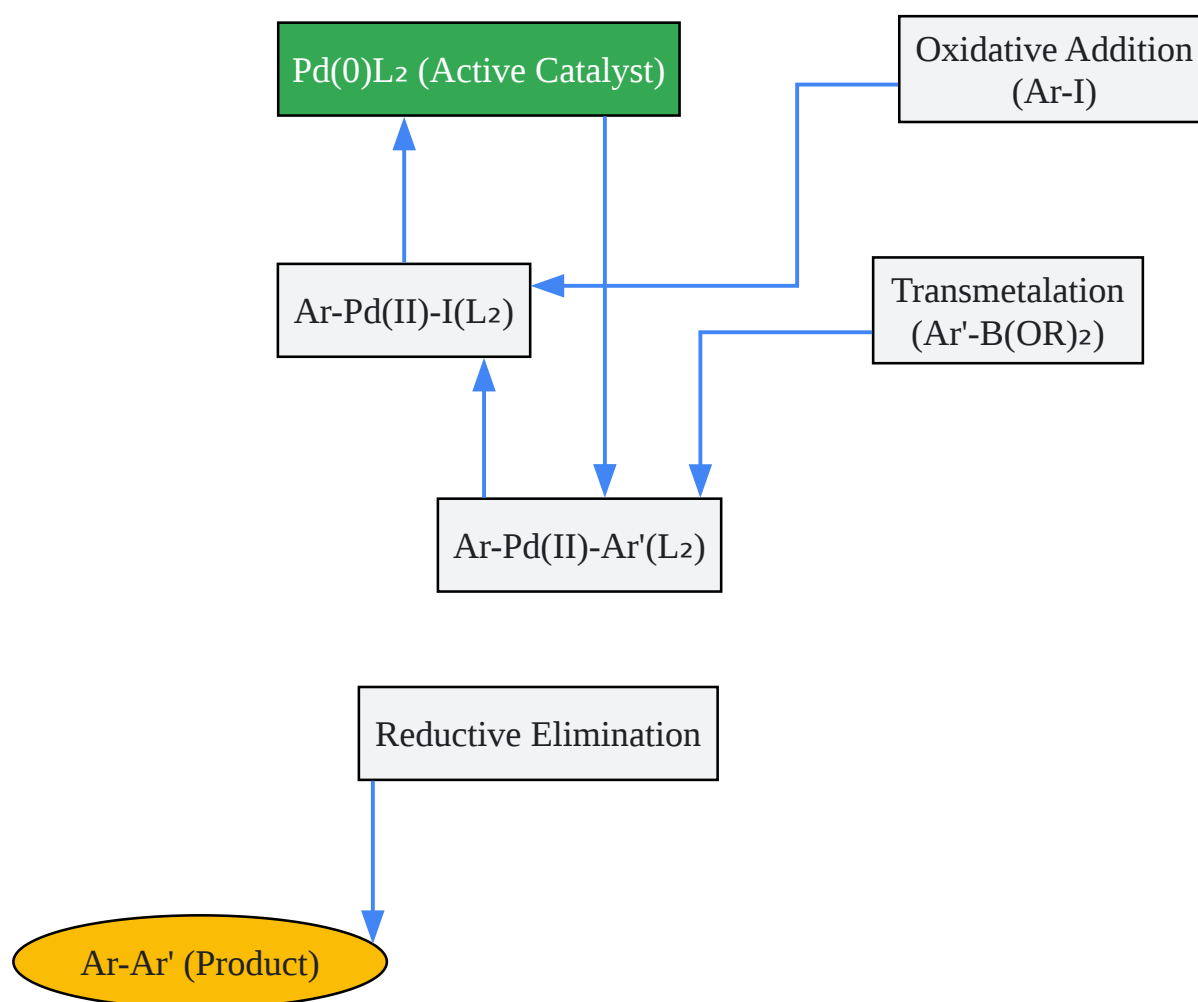 Pd(0)L₂ (Active Catalyst)
Oxidative Addition
(Ar-I)
Ar-Pd(II)-I(L₂)
Transmetalation
(Ar'-B(OR)₂)
Ar-Pd(II)-Ar'(L₂)
Reductive Elimination
Ar-Ar' (Product)